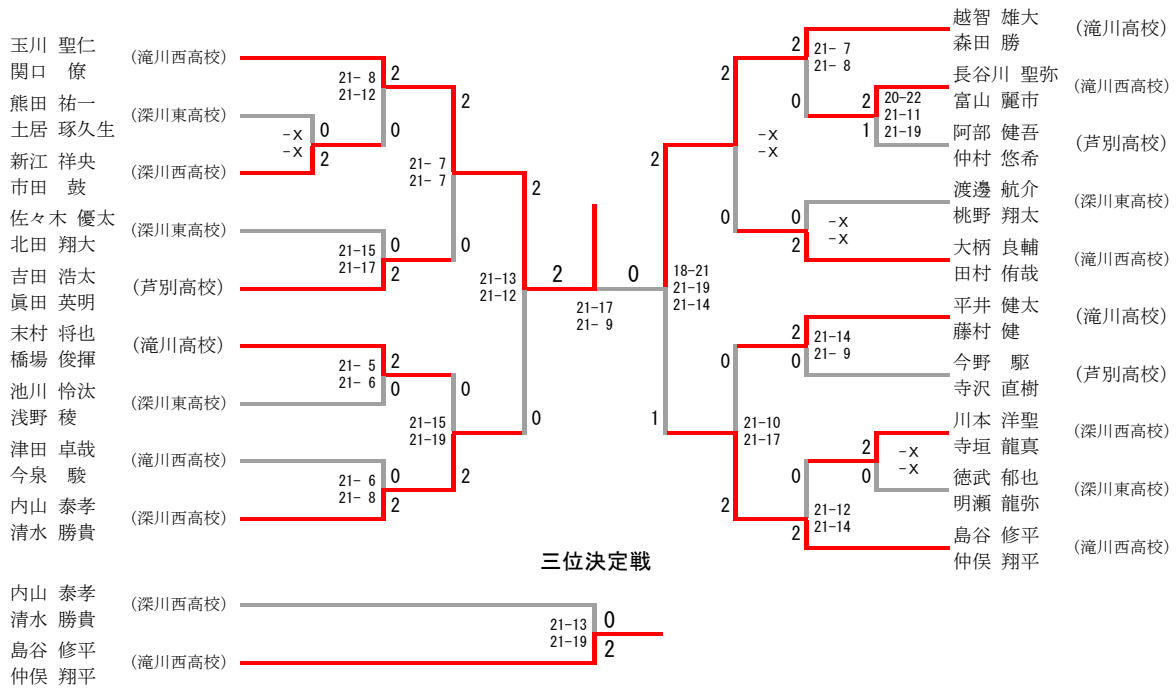 玉川 聖仁
関口 僚
(滝川西高校)
熊田 祐一
土居 琢久生
(深川東高校)
新江 祥央
市田 鼓
(深川西高校)
佐々木 優太
北田 翔大
(深川東高校)
吉田 浩太
眞田 英明
(芦別高校)
末村 将也
橋場 俊揮
(滝川高校)
池川 怜汰
浅野 稜
(深川東高校)
津田 卓哉
今泉 駿
(滝川西高校)
内山 泰孝
清水 勝貴
(深川西高校)
21- 8
21-12
2
0
-X
-X
0
2
21- 7
21- 7
2
0
21-15
21-17
0
2
21- 5
21- 6
2
0
21-15
21-19
0
2
21- 6
21- 8
0
2
21-13
21-12
2
0
2
0
21-17
21- 9
18-21
21-19
21-14
2
1
2
0
-X
-X
2
0
21- 7
21- 8
2
1
20-22
21-11
21-19
0
2
-X
-X
0
2
21-10
21-17
2
0
21-14
21- 9
0
2
21-12
21-14
2
0
-X
-X
越智 雄大
森田 勝
(滝川高校)
長谷川 聖弥
富山 麗市
(滝川西高校)
阿部 健吾
仲村 悠希
(芦別高校)
渡邊 航介
桃野 翔太
(深川東高校)
大柄 良輔
田村 侑哉
(滝川西高校)
平井 健太
藤村 健
(滝川高校)
今野 駆
寺沢 直樹
(芦別高校)
川本 洋聖
寺垣 龍真
(深川西高校)
徳武 郁也
明瀬 龍弥
(深川東高校)
島谷 修平
仲俣 翔平
(滝川西高校)
三位決定戦
内山 泰孝
清水 勝貴
(深川西高校)
島谷 修平
仲俣 翔平
(滝川西高校)
21-13
21-19
0
2